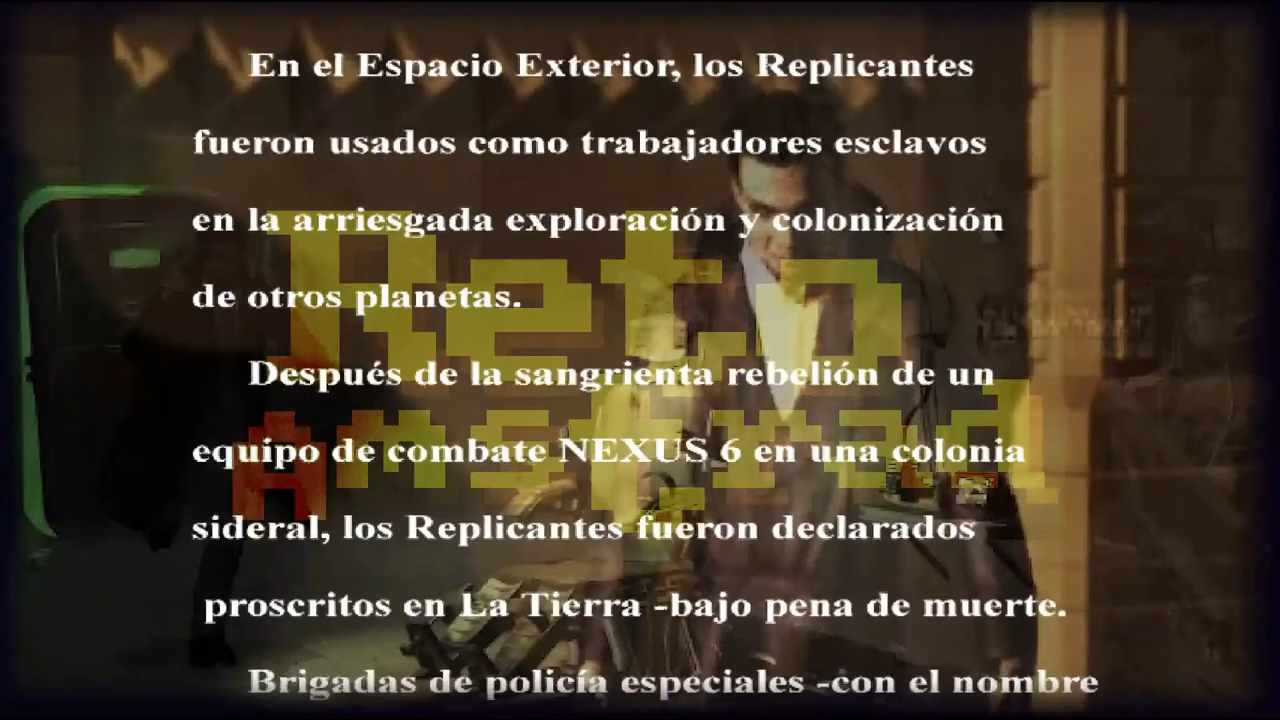 En el Espacio Exterior, los Replicantes
fueron usados como trabajadores esclavos
en la arriesgada exploración y colonización
de otros planetas.
Después de la sangrienta rebelión de un
equipo de combate NEXUS 6 en una colonia
sideral, los Replicantes fueron declarados
proscritos en La Tierra -bajo pena de muerte.
Brigadas de policía especiales -con el nombre
Reto
Amstrad